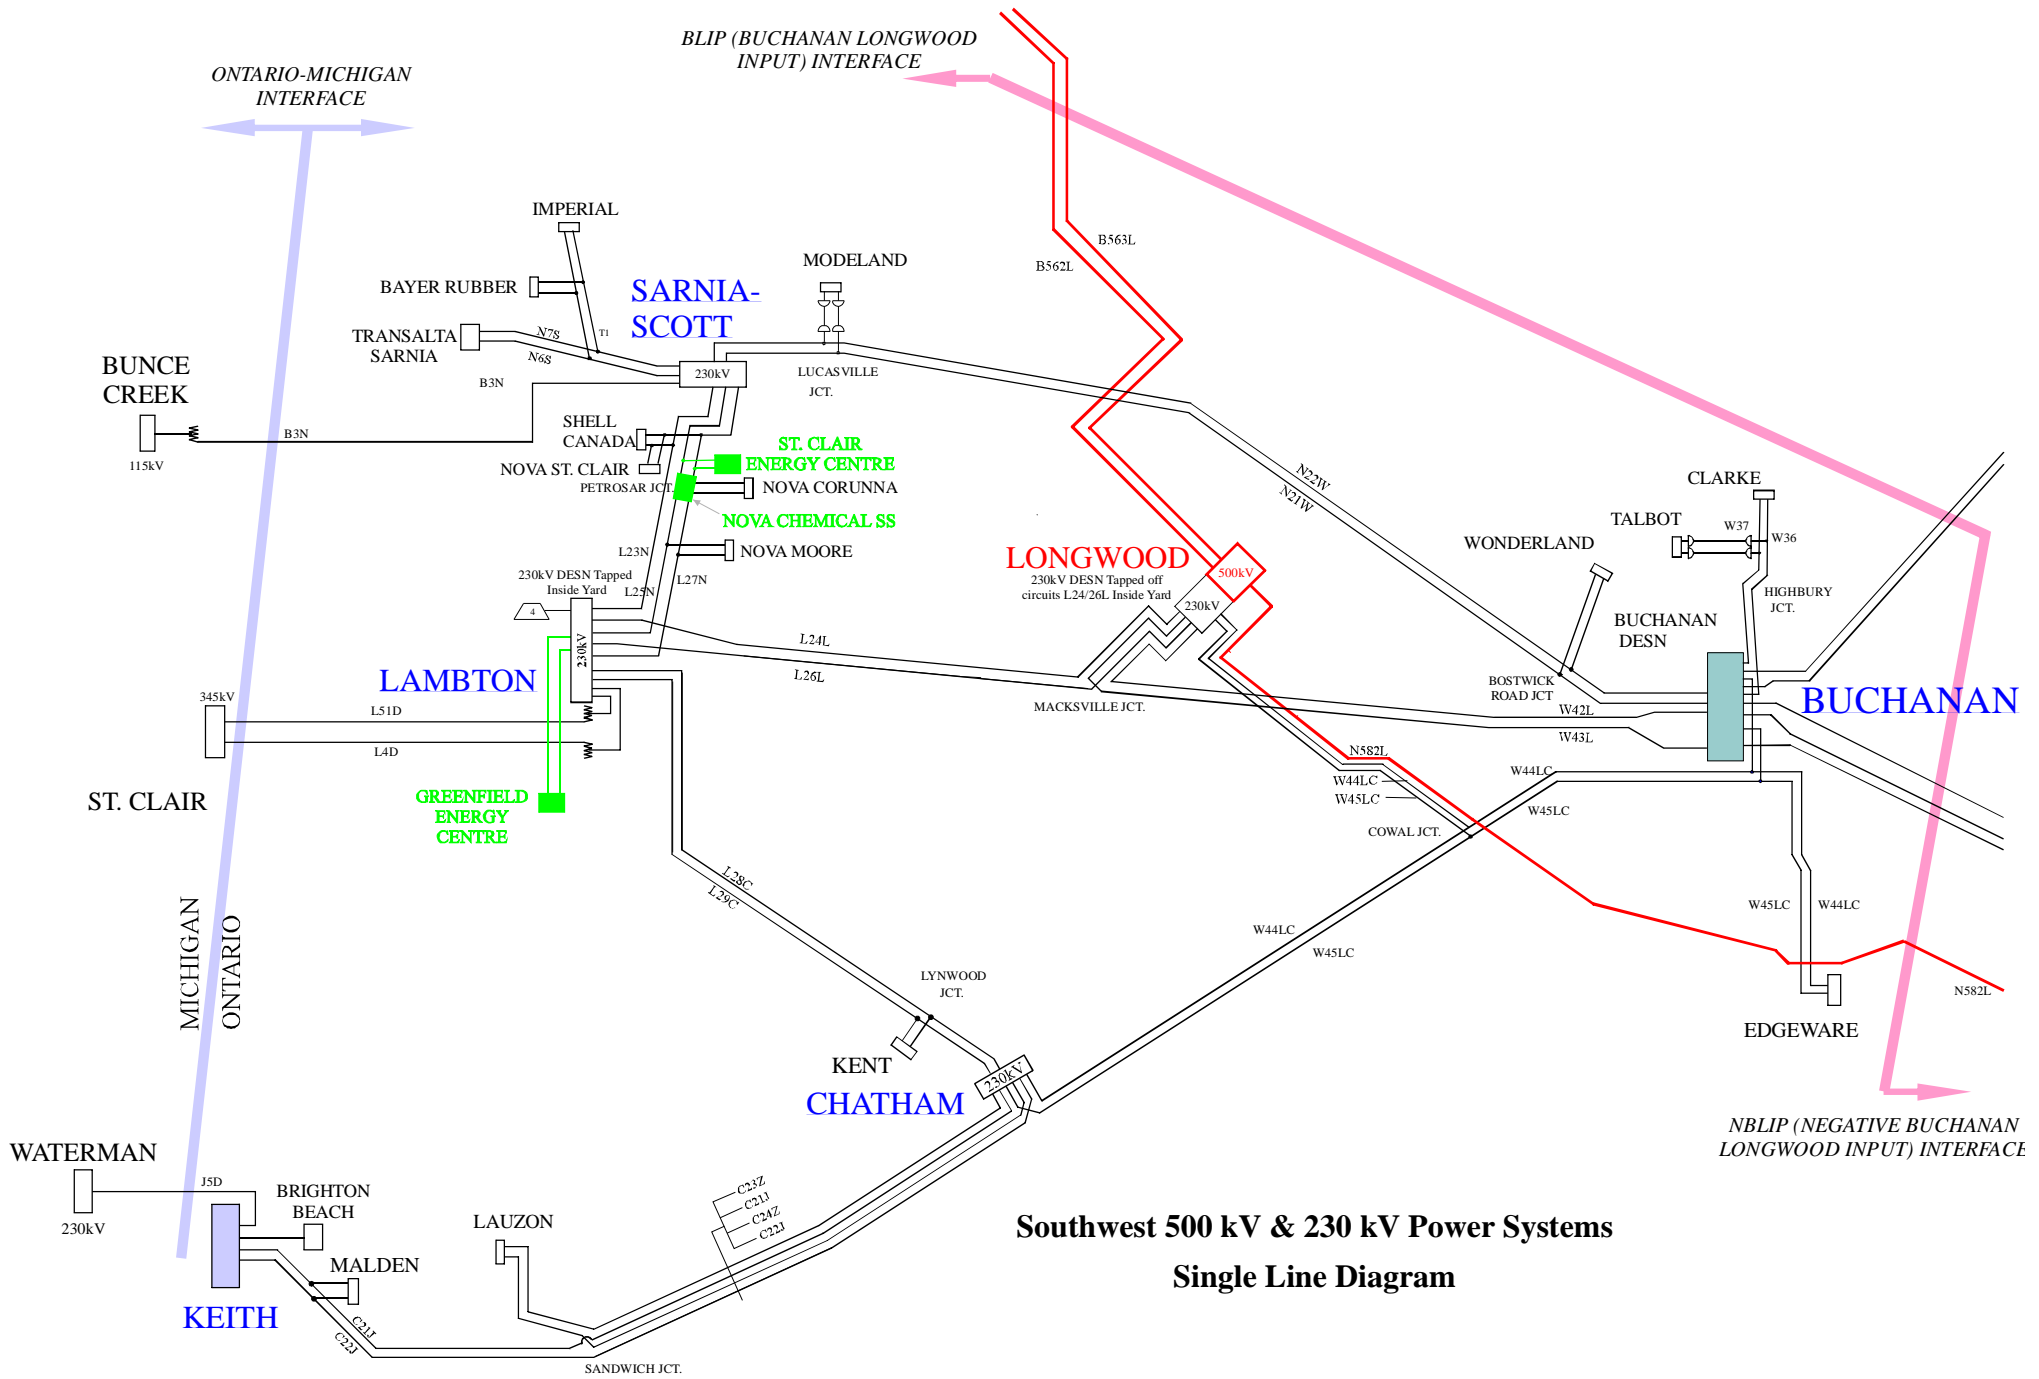 BLIP (BUCHANAN LONGWOOD
INPUT) INTERFACE
ONTARIO-MICHIGAN
INTERFACE
IMPERIAL
B563L
B562L
MODELAND
BAYER RUBBER
SARNIA-
SCOTT
TRANSALTA
SARNIA
N7S
T1
N6S
BUNCE
CREEK
230kV
LUCASVILLE
JCT.
B3N
SHELL
CANADA
B3N
115kV
ST. CLAIR
ENERGY CENTRE
NOVA ST. CLAIR
PETROSAR JCT.
NOVA CORUNNA
NOVA CHEMICAL SS
N22W
N21W
CLARKE
TALBOT
W37
W36
WONDERLAND
L23N
NOVA MOORE
LONGWOOD
230kV DESN Tapped off
circuits L24/26L Inside Yard
500kV
230kV
230kV DESN Tapped
Inside Yard
L25N
L27N
4
230kV
HIGHBURY
JCT.
BUCHANAN
DESN
L24L
L26L
LAMBTON
345kV
L51D
L4D
MACKSVILLE JCT.
BOSTWICK
ROAD JCT
W42L
W43L
BUCHANAN
N582L
W44LC
W45LC
W44LC
W45LC
COWAL JCT.
ST. CLAIR
GREENFIELD
ENERGY
CENTRE
L28C
L29C
W45LC
W44LC
W44LC
W45LC
MICHIGAN
ONTARIO
LYNWOOD
JCT.
N582L
EDGEWARE
KENT
230kV
CHATHAM
NBLIP (NEGATIVE BUCHANAN
LONGWOOD INPUT) INTERFACE
WATERMAN
230kV
J5D
BRIGHTON
BEACH
C23Z
C21J
C24Z
C22J
LAUZON
MALDEN
KEITH
C21J
C22J
SANDWICH JCT.
Southwest 500 kV & 230 kV Power Systems
Single Line Diagram